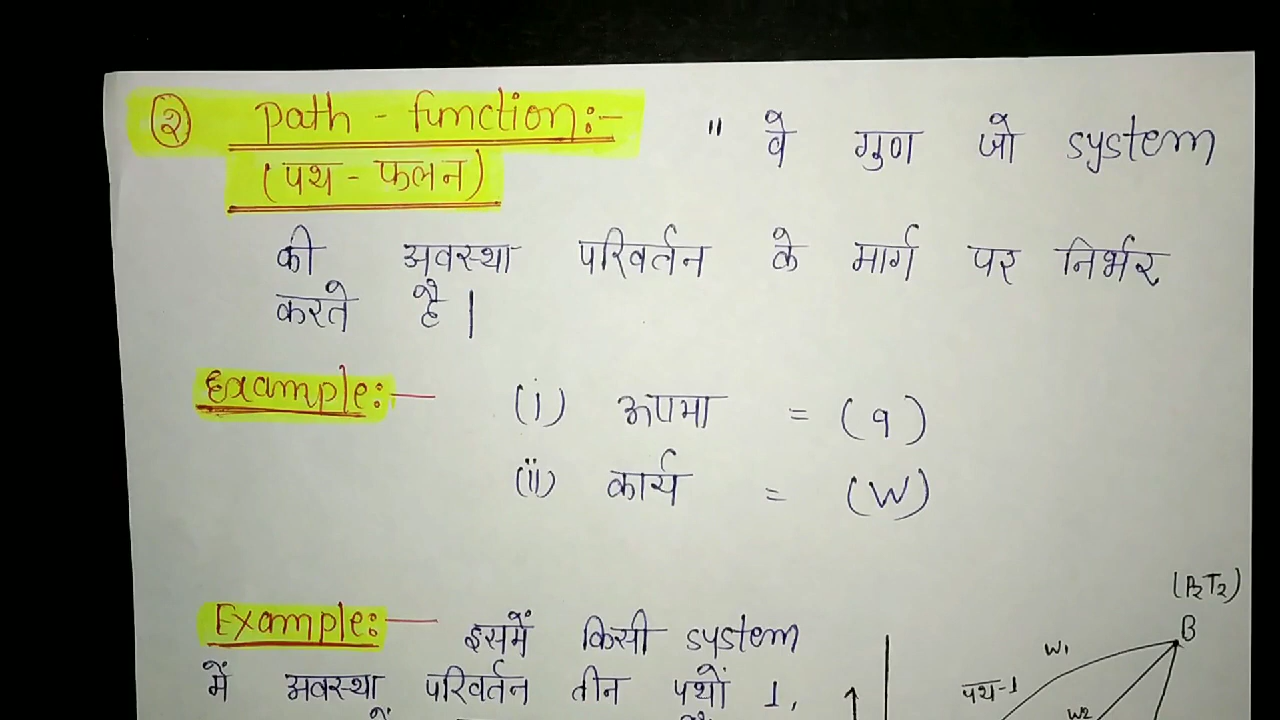 २ Path - function :- " वे गुण जो system
(पथ - फलन)
की अवस्था परिवर्तन के मार्ग पर निर्भर
करते है |
Example :— (i) ऊष्मा = (q)
(ii) कार्य = (W)
(P2T2)
B
Example :— इसमें किसी system
W1
में अवस्था परिवर्तन तीन पथों 1,
पथ-1
W2